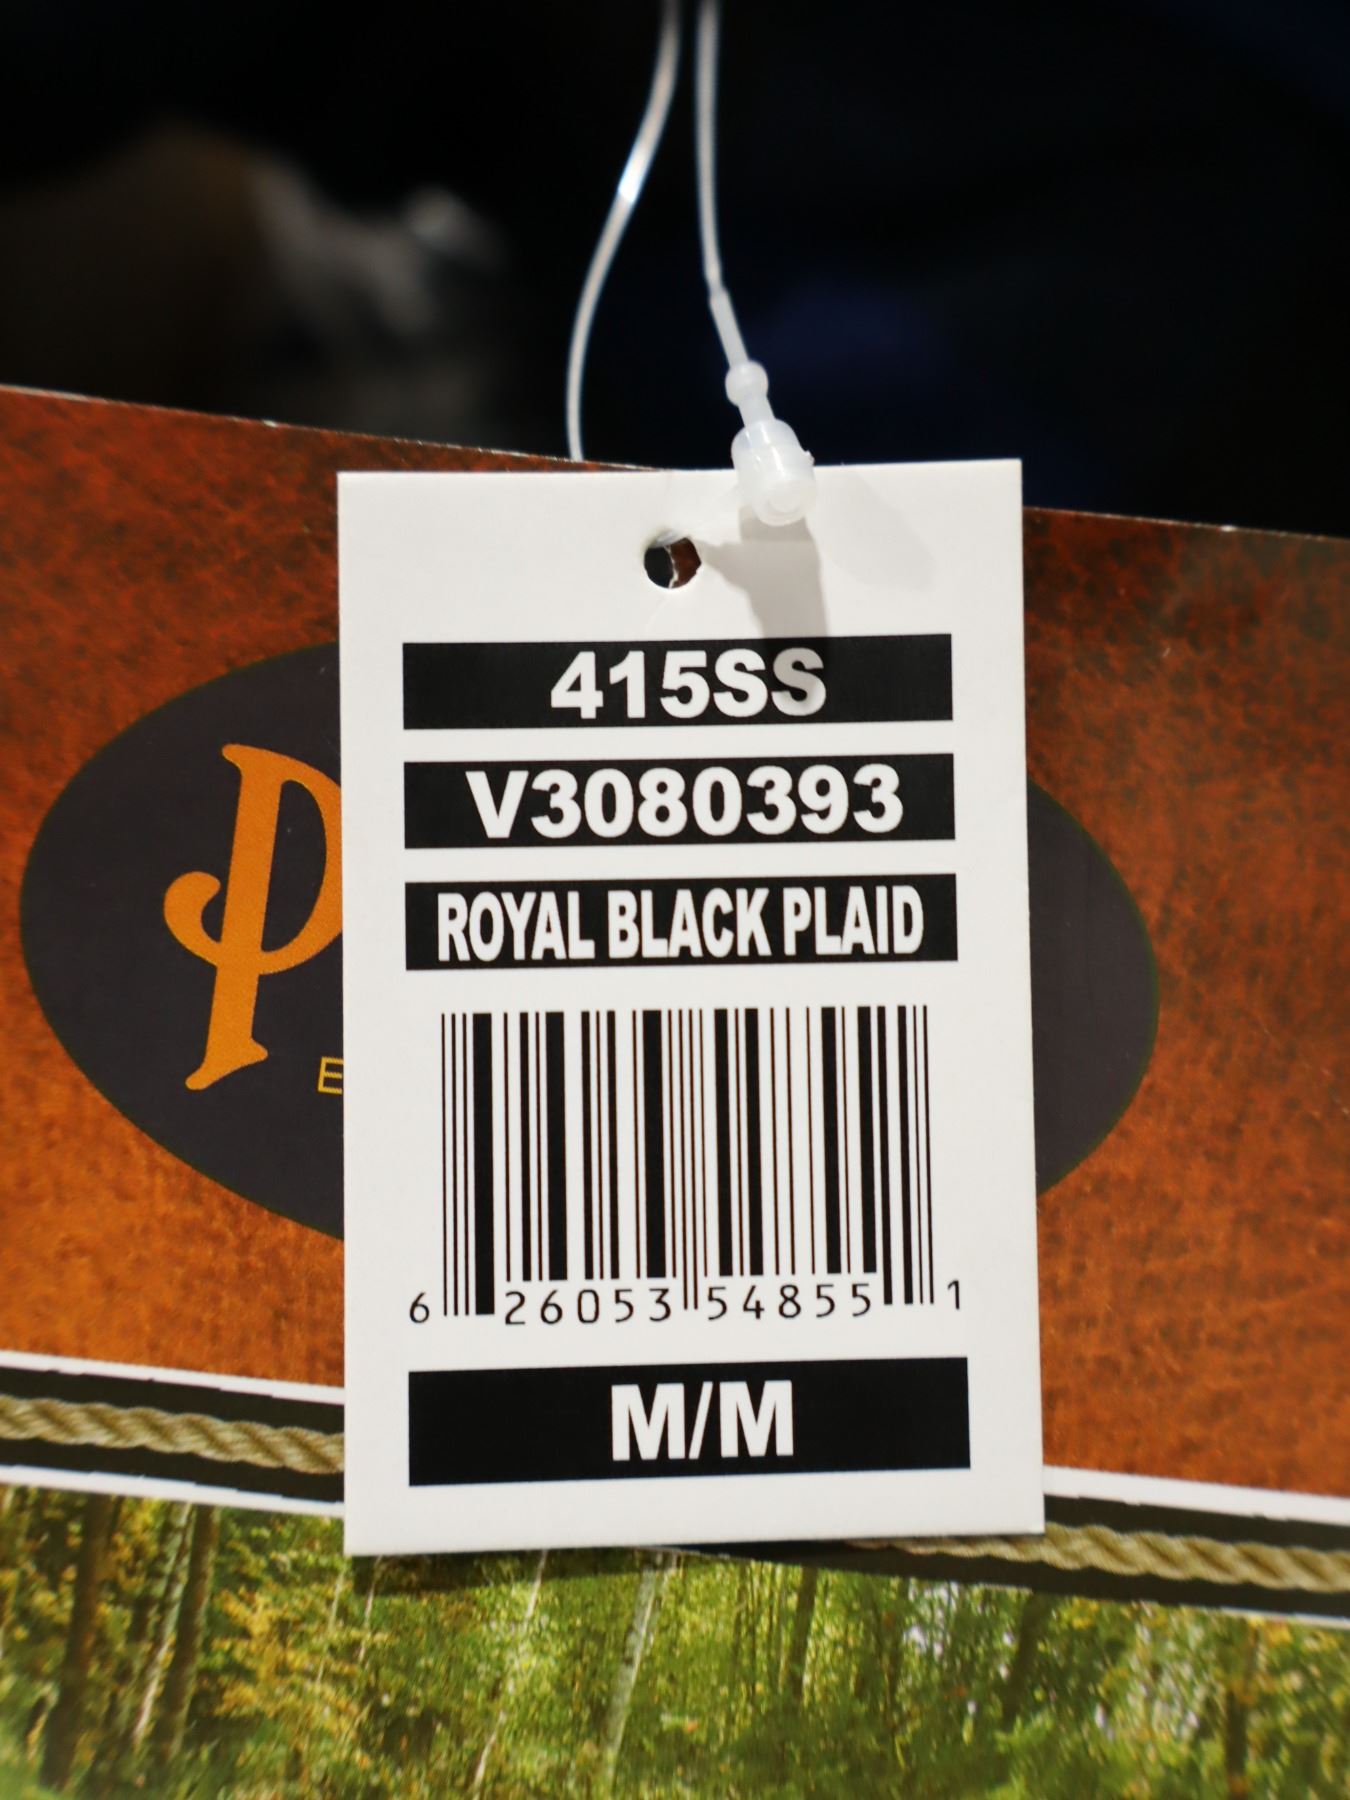 415SS
V3080393
ROYAL BLACK PLAID
6 26053 54855 1
M/M
P
E